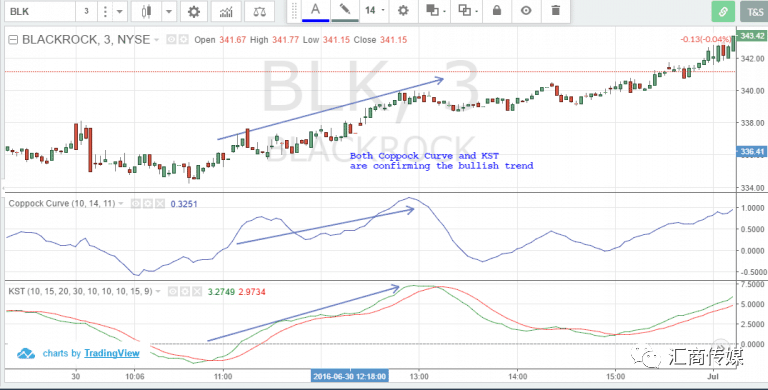 BLK
A
14
T&S
BLACKROCK, 3, NYSE
Open 341.67 High 341.77 Low 341.15 Close 341.15
-0.13(-0.04%)
343.42
342.00
340.00
338.00
336.41
334.00
BLK, 3
BLACKROCK
Both Coppock Curve and KST
are confirming the bullish trend
Coppock Curve (10, 14, 11)
0.3251
1.0000
0.5000
0.0000
-0.5000
KST (10, 15, 20, 30, 10, 10, 10, 15, 9)
3.2749 2.9734
7.5000
5.0000
2.5000
0.0000
charts by TradingView
汇商传媒
30
10:06
11:00
2016-06-30 12:18:00
13:00
14:00
15:00
Jul